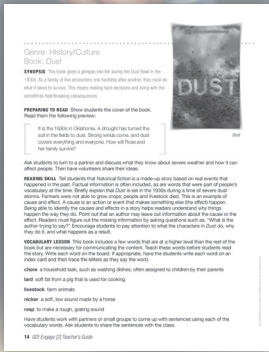 Genre: History/Culture
Book: Dust
SYNOPSIS This book gives a glimpse into life during the Dust Bowl in the
1930s. As a family of five encounters one hardship after another, they must do
what it takes to survive. This means making hard decisions and living with the
sometimes heartbreaking consequences.
DUST
Dust
PREPARING TO READ Show students the cover of the book.
Read them the following preview:
It is the 1930s in Oklahoma. A drought has turned the
soil in the fields to dust. Strong winds come, and dust
covers everything and everyone. How will Rose and
her family survive?
Ask students to turn to a partner and discuss what they know about severe weather and how it can
affect people. Then have volunteers share their ideas.
READING SKILL Tell students that historical fiction is a made-up story based on real events that
happened in the past. Factual information is often included, as are words that were part of people's
vocabulary at the time. Briefly explain that Dust is set in the 1930s during a time of severe dust
storms. Farmers were not able to grow crops; people and livestock died. This is an example of
cause and effect. A cause is an action or event that makes something else (the effect) happen.
Being able to identify the causes and effects in a story helps readers understand why things
happen the way they do. Point out that an author may leave out information about the cause or the
effect. Readers must figure out the missing information by asking questions such as, "What is the
author trying to say?" Encourage students to pay attention to what the characters in Dust do, why
they do it, and what happens as a result.
VOCABULARY LESSON This book includes a few words that are at a higher level than the rest of the
book but are necessary for communicating the content. Teach these words before students read
the story. Write each word on the board. If appropriate, have the students write each word on an
index card and then trace the letters as they say the word.
chore a household task, such as washing dishes; often assigned to children by their parents
lard soft fat from a pig that is used for cooking
livestock farm animals
nicker a soft, low sound made by a horse
rasp to make a rough, grating sound
Have students work with partners or small groups to come up with sentences using each of the
vocabulary words. Ask students to share the sentences with the class.
14 GO! Engage [2] Teacher's Guide